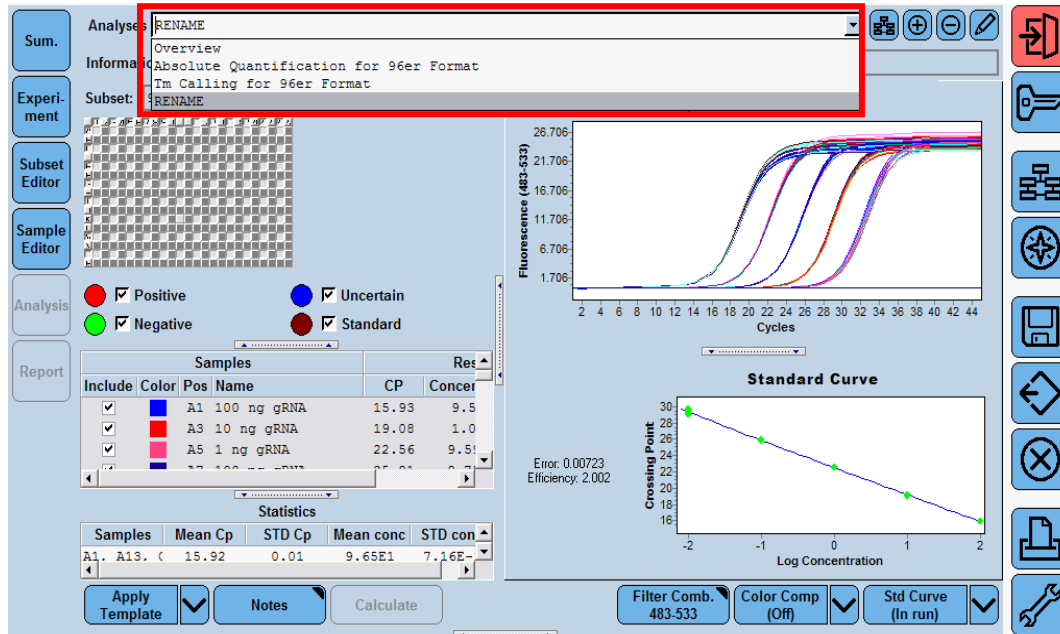 Sum.
Experi-
ment
Subset
Editor
Sample
Editor
Analysis
Report
Analyses RENAME
Overview
Absolute Quantification for 96er Format
Tm Calling for 96er Format
RENAME
Subset:
Positive
Uncertain
Negative
Standard
Samples
Include Color Pos Name CP
A1 100 ng gRNA 15.93 9.5
A3 10 ng gRNA 19.08 1.0
A5 1 ng gRNA 22.56
Statistics
Samples Mean Cp STD Cp Mean conc STD con
15.92 0.01 9.65E1 7.16E-
Fluorescence (483-533)
26.706
21.706
16.706
11.706
6.706
1.706
2 4 6 8 10 12 14 16 18 20 22 24 26 28 30 32 34 36 38 40 42 44
Cycles
Standard Curve
Error: 0.00723
Efficiency: 2.002
Crossing Point
30
28
26
24
22
20
18
16
-2 -1 0 1 2
Log Concentration
Apply
Template
Notes
Calculate
Filter Comb.
483-533
Color Comp
(Off)
Std Curve
(In run)